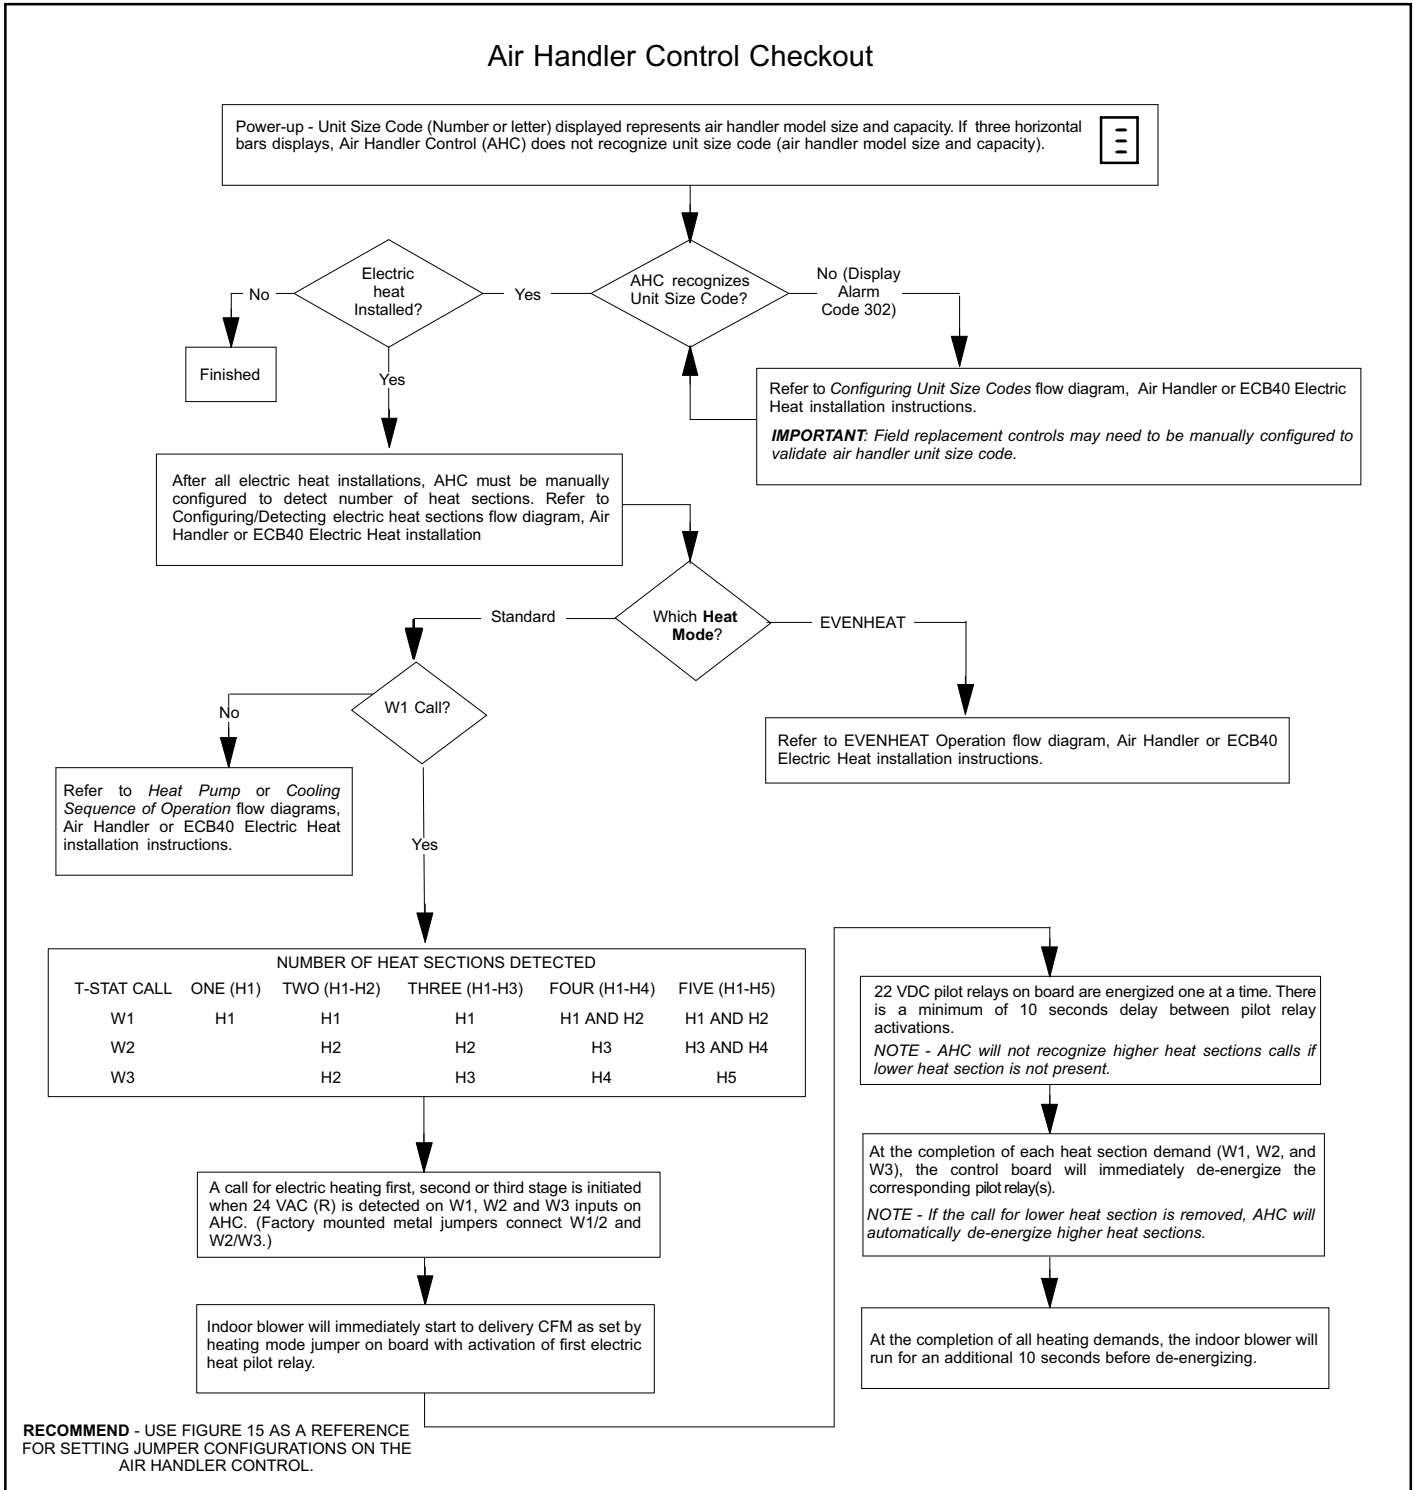 Air Handler Control Checkout
Power-up - Unit Size Code (Number or letter) displayed represents air handler model size and capacity. If three horizontal
bars displays, Air Handler Control (AHC) does not recognize unit size code (air handler model size and capacity).
Electric
heat
Installed?
No
Yes
AHC recognizes
Unit Size Code?
No (Display
Alarm
Code 302)
Finished
Yes
Refer to Configuring Unit Size Codes flow diagram, Air Handler or ECB40 Electric
Heat installation instructions.
IMPORTANT: Field replacement controls may need to be manually configured to
validate air handler unit size code.
After all electric heat installations, AHC must be manually
configured to detect number of heat sections. Refer to
Configuring/Detecting electric heat sections flow diagram, Air
Handler or ECB40 Electric Heat installation
Which Heat
Mode?
Standard
EVENHEAT
W1 Call?
No
Refer to EVENHEAT Operation flow diagram, Air Handler or ECB40
Electric Heat installation instructions.
Refer to Heat Pump or Cooling
Sequence of Operation flow diagrams,
Air Handler or ECB40 Electric Heat
installation instructions.
Yes
NUMBER OF HEAT SECTIONS DETECTED
T-STAT CALL ONE (H1) TWO (H1-H2) THREE (H1-H3) FOUR (H1-H4) FIVE (H1-H5)
W1 H1 H1 H1 H1 AND H2 H1 AND H2
W2 H2 H2 H3 H3 AND H4
W3 H2 H3 H4 H5
A call for electric heating first, second or third stage is initiated
when 24 VAC (R) is detected on W1, W2 and W3 inputs on
AHC. (Factory mounted metal jumpers connect W1/2 and
W2/W3.)
Indoor blower will immediately start to delivery CFM as set by
heating mode jumper on board with activation of first electric
heat pilot relay.
22 VDC pilot relays on board are energized one at a time. There
is a minimum of 10 seconds delay between pilot relay
activations.
NOTE - AHC will not recognize higher heat sections calls if
lower heat section is not present.
At the completion of each heat section demand (W1, W2, and
W3), the control board will immediately de-energize the
corresponding pilot relay(s).
NOTE - If the call for lower heat section is removed, AHC will
automatically de-energize higher heat sections.
At the completion of all heating demands, the indoor blower will
run for an additional 10 seconds before de-energizing.
RECOMMEND - USE FIGURE 15 AS A REFERENCE
FOR SETTING JUMPER CONFIGURATIONS ON THE
AIR HANDLER CONTROL.